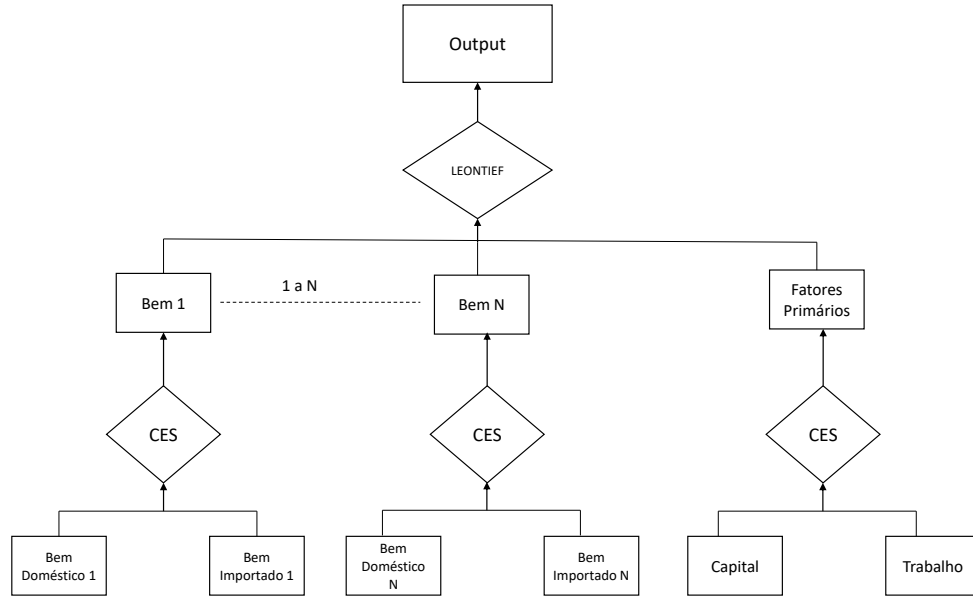 Output
LEONTIEF
1 a N
Bem 1
Bem N
Fatores
Primários
CES
CES
CES
Bem
Doméstico 1
Bem
Importado 1
Bem
Doméstico
N
Bem
Importado N
Capital
Trabalho